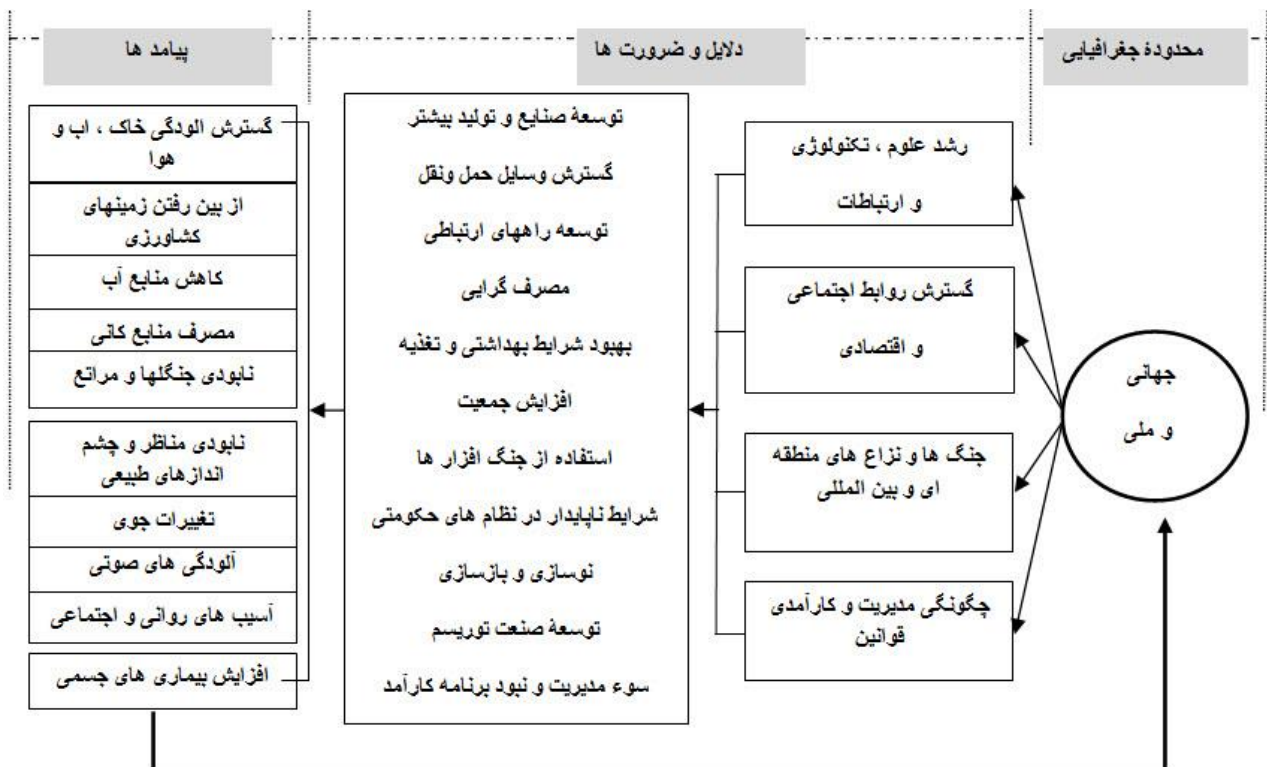 محدودهٔ جغرافیایی
دلایل و ضرورت ها
پیامد ها
جهانی
و ملی
رشد علوم ، تکنولوژی
و ارتباطات
گسترش روابط اجتماعی
و اقتصادی
جنگ ها و نزاع های منطقه
ای و بین المللی
چگونگی مدیریت و کارآمدی
قوانین
توسعهٔ صنایع و تولید بیشتر
گسترش وسایل حمل ونقل
توسعه راههای ارتباطی
مصرف گرایی
بهبود شرایط بهداشتی و تغذیه
افزایش جمعیت
استفاده از جنگ افزار ها
شرایط ناپایدار در نظام های حکومتی
نوسازی و بازسازی
توسعهٔ صنعت توریسم
سوء مدیریت و نبود برنامه کارآمد
گسترش الودگی خاک ، اب و
هوا
از بین رفتن زمینهای
کشاورزی
کاهش منابع آب
مصرف منابع کانی
نابودی جنگلها و مراتع
نابودی مناظر و چشم
اندازهای طبیعی
تغییرات جوی
آلودگی های صوتی
آسیب های روانی و اجتماعی
افزایش بیماری های جسمی